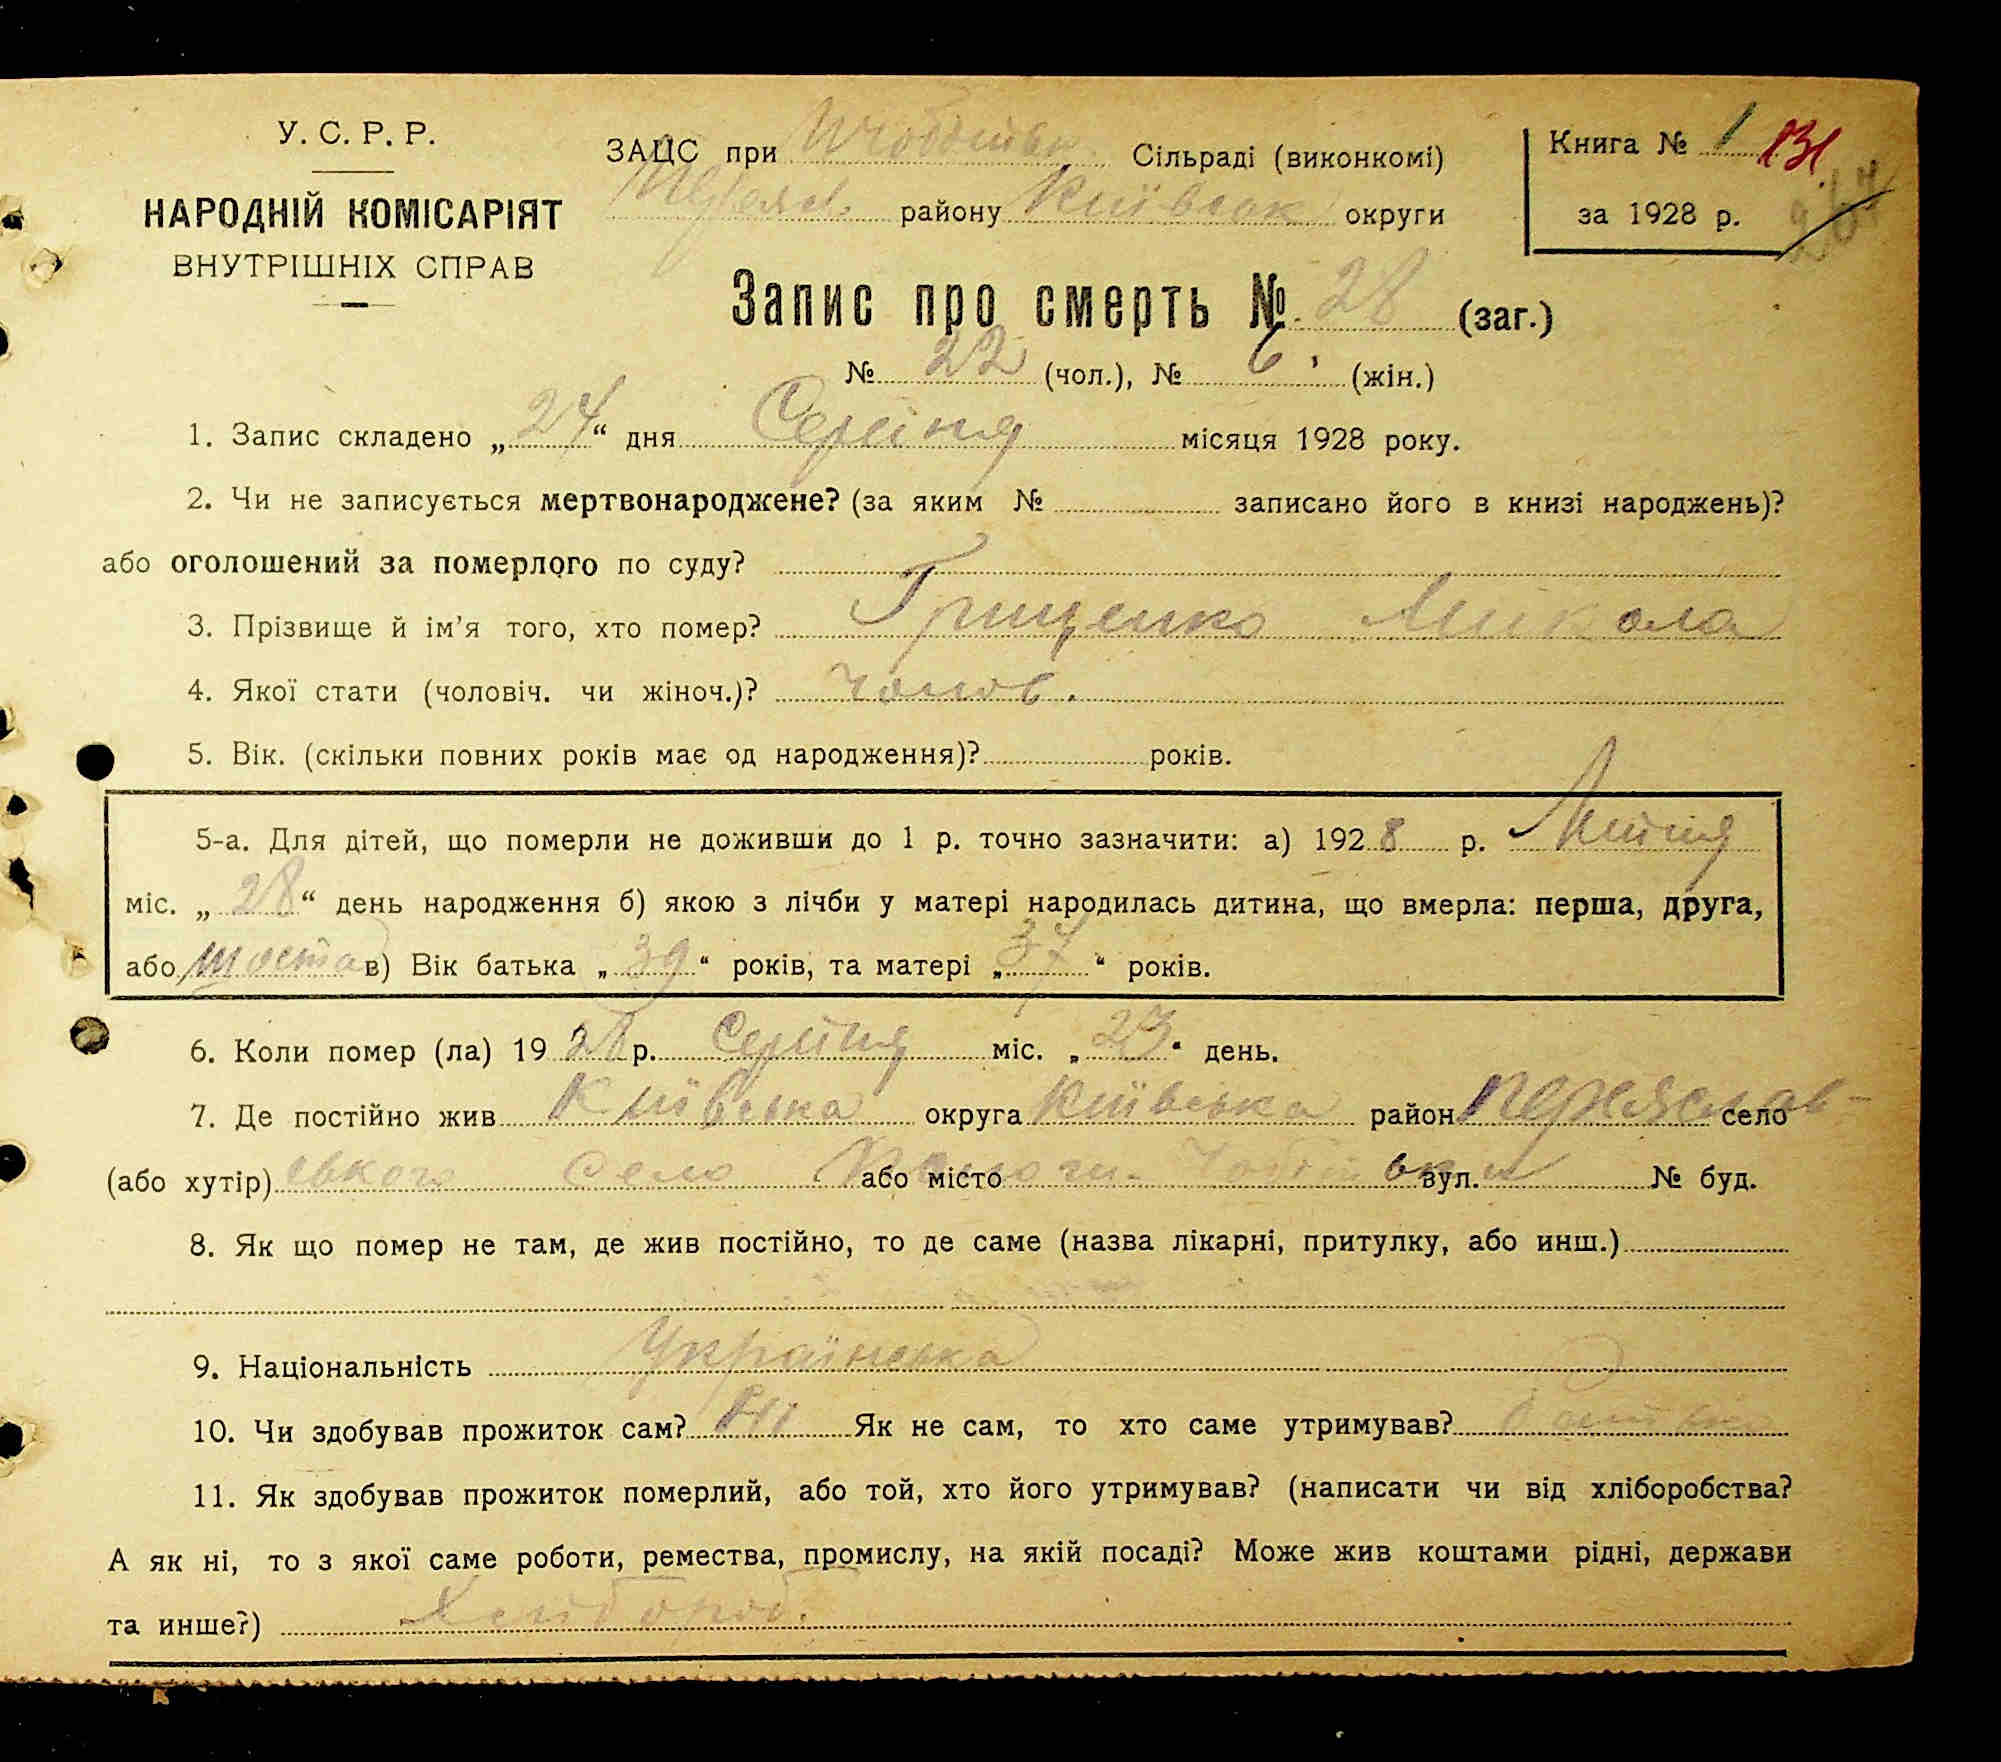 У. С. Р. Р.
НАРОДНІЙ КОМІСАРІЯТ
ВНУТРІШНІХ СПРАВ
ЗАЦС при Сільраді (виконкомі)
Переясл. району Київськ округи
Книга № 1 131
за 1928 р. 267
Запис про смерть № 28 (заг.)
№ 22 (чол.), № 6 (жін.)
1. Запис складено „ 24 “ дня Серпня місяця 1928 року.
2. Чи не записується мертвонароджене? (за яким № записано його в книзі народжень)?
або оголошений за померлого по суду?
3. Прізвище й ім'я того, хто помер? Грищенко Микола
4. Якої стати (чоловіч. чи жіноч.)? Чолов.
5. Вік. (скільки повних років має од народження)? років.
5-а. Для дітей, що померли не доживши до 1 р. точно зазначити: а) 1928 р. Липня
міс. „ 28 “ день народження б) якою з лічби у матері народилась дитина, що вмерла: перша, друга,
або шоста в) Вік батька „ 39 “ років, та матері „ 37 “ років.
6. Коли помер (ла) 19 28 р. Серпня міс. „ 23 “ день.
7. Де постійно жив Київська округа Київська район Переяслав- село
(або хутір) ського село або місто вул. № буд.
8. Як що помер не там, де жив постійно, то де саме (назва лікарні, притулку, або инш.)
9. Національність Українська
10. Чи здобував прожиток сам? Ні Як не сам, то хто саме утримував? батько
11. Як здобував прожиток померлий, або той, хто його утримував? (написати чи від хліборобства?
А як ні, то з якої саме роботи, ремества, промислу, на якій посаді? Може жив коштами рідні, держави
та инше?) Хлібороб.